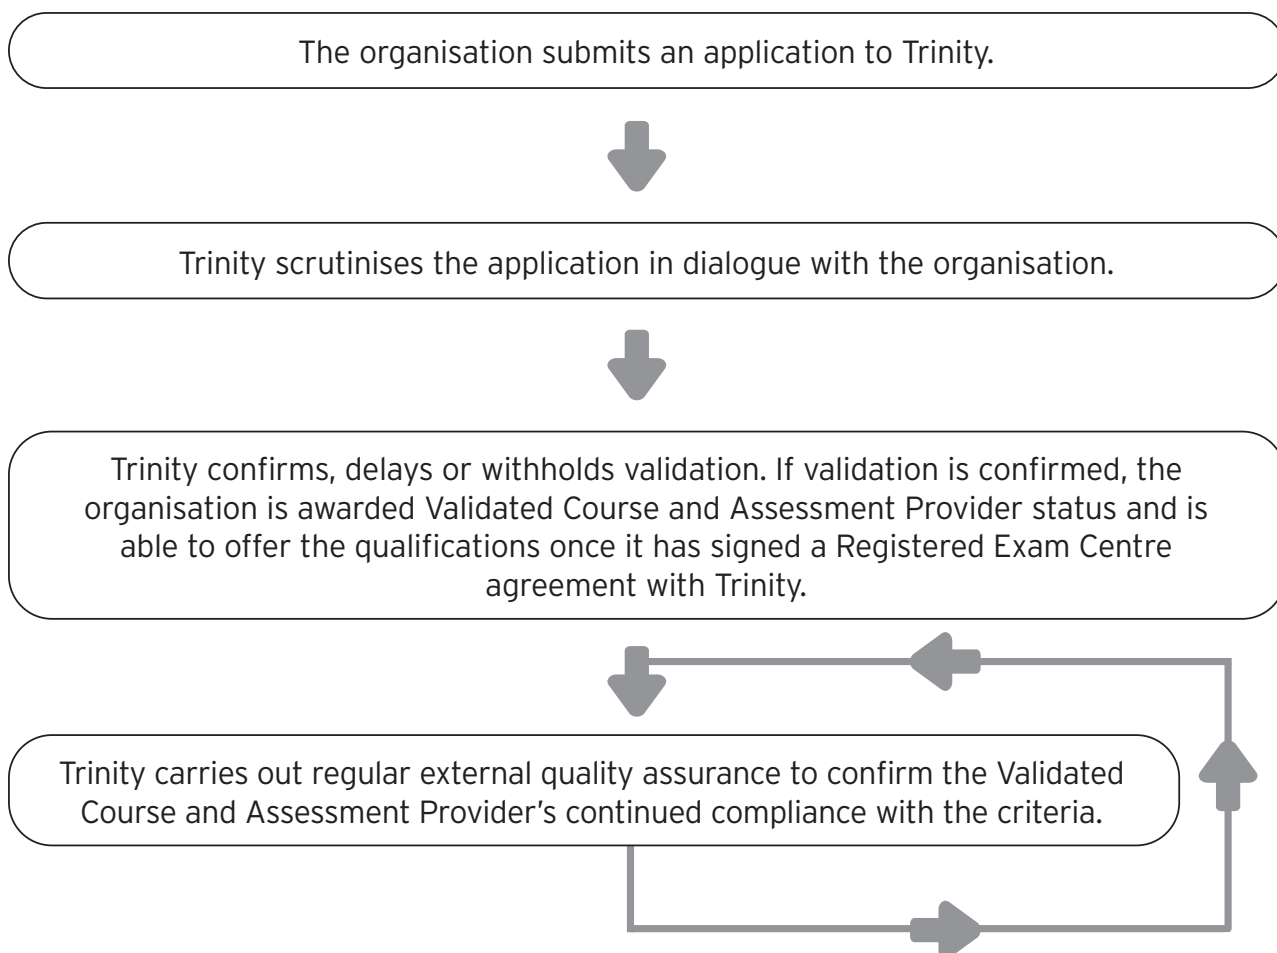 The organisation submits an application to Trinity.
Trinity scrutinises the application in dialogue with the organisation.
Trinity confirms, delays or withholds validation. If validation is confirmed, the
organisation is awarded Validated Course and Assessment Provider status and is
able to offer the qualifications once it has signed a Registered Exam Centre
agreement with Trinity.
Trinity carries out regular external quality assurance to confirm the Validated
Course and Assessment Provider’s continued compliance with the criteria.